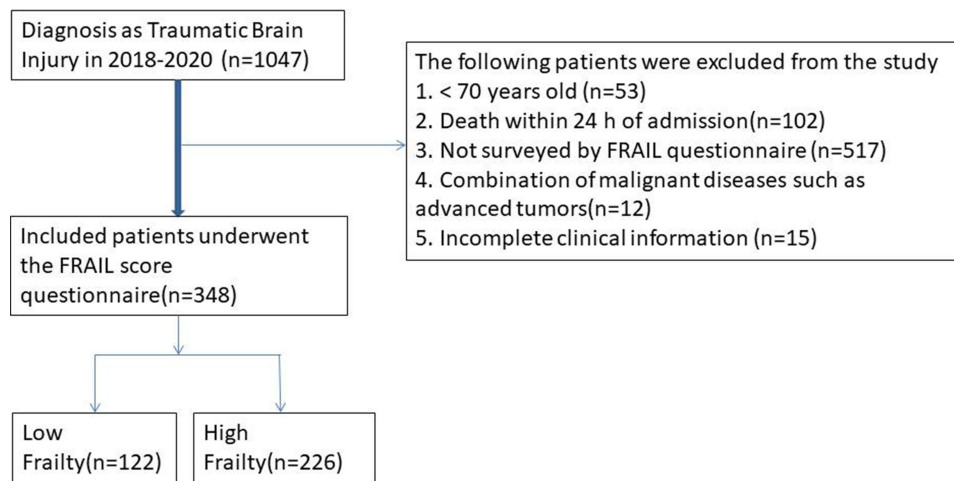 Diagnosis as Traumatic Brain
Injury in 2018-2020 (n=1047)
The following patients were excluded from the study
1. < 70 years old (n=53)
2. Death within 24 h of admission(n=102)
3. Not surveyed by FRAIL questionnaire (n=517)
4. Combination of malignant diseases such as
advanced tumors(n=12)
5. Incomplete clinical information (n=15)
Included patients underwent
the FRAIL score
questionnaire(n=348)
Low
Frailty(n=122)
High
Frailty(n=226)